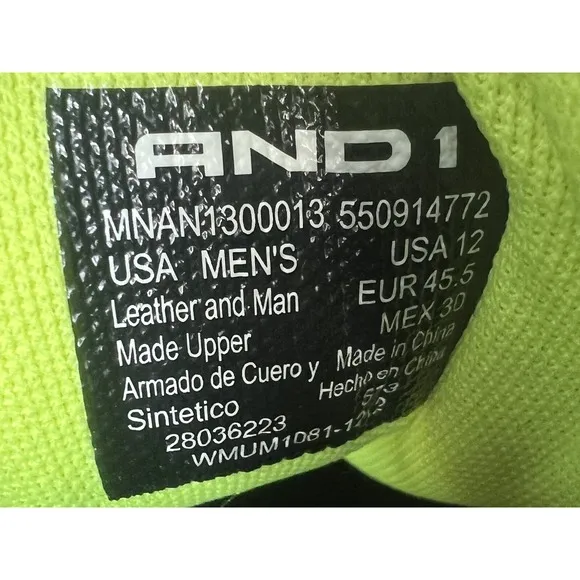 AND 1
MNAN1300013 550914772
USA MEN'S USA 12
Leather and Man EUR 45.5
Made Upper MEX 30
Armado de Cuero y Made in China
Sintetico Hecho en China
28036223 573
WMUM1081-